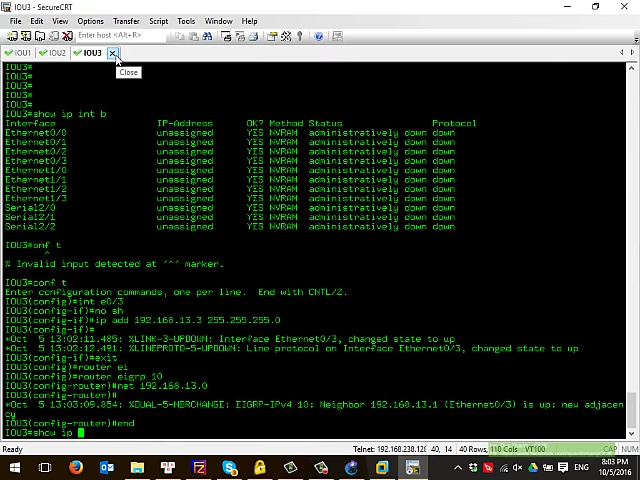 IOU3 - SecureCRT
File Edit View Options Transfer Script Tools Window Help
Enter host <Alt+R>
IOU1 IOU2 IOU3
Close
IOU3#
IOU3#
IOU3#
IOU3#
IOU3#
IOU3#show ip int b
Interface IP-Address OK? Method Status Protocol
Ethernet0/0 unassigned YES NVRAM administratively down down
Ethernet0/1 unassigned YES NVRAM administratively down down
Ethernet0/2 unassigned YES NVRAM administratively down down
Ethernet0/3 unassigned YES NVRAM administratively down down
Ethernet1/0 unassigned YES NVRAM administratively down down
Ethernet1/1 unassigned YES NVRAM administratively down down
Ethernet1/2 unassigned YES NVRAM administratively down down
Ethernet1/3 unassigned YES NVRAM administratively down down
Serial2/0 unassigned YES NVRAM administratively down down
Serial2/1 unassigned YES NVRAM administratively down down
Serial2/2 unassigned YES NVRAM administratively down down
IOU3#onf t
^
% Invalid input detected at '^' marker.
IOU3#conf t
Enter configuration commands, one per line. End with CNTL/Z.
IOU3(config)#int e0/3
IOU3(config-if)#no sh
IOU3(config-if)#ip add 192.168.13.3 255.255.255.0
IOU3(config-if)#
*Oct 5 13:02:11.485: %LINK-3-UPDOWN: Interface Ethernet0/3, changed state to up
*Oct 5 13:02:12.491: %LINEPROTO-5-UPDOWN: Line protocol on Interface Ethernet0/3, changed state to up
IOU3(config-if)#exit
IOU3(config)#router ei
IOU3(config)#router eigrp 10
IOU3(config-router)#net 192.168.13.0
IOU3(config-router)#
*Oct 5 13:03:09.854: %DUAL-5-NBRCHANGE: EIGRP-IPv4 10: Neighbor 192.168.13.1 (Ethernet0/3) is up: new adjacen
cy
IOU3(config-router)#end
IOU3#show ip
Ready Telnet: 192.168.238.128 40, 14 40 Rows, 110 Cols VT100 CAP NUM
ENG 8:03 PM
10/5/2016